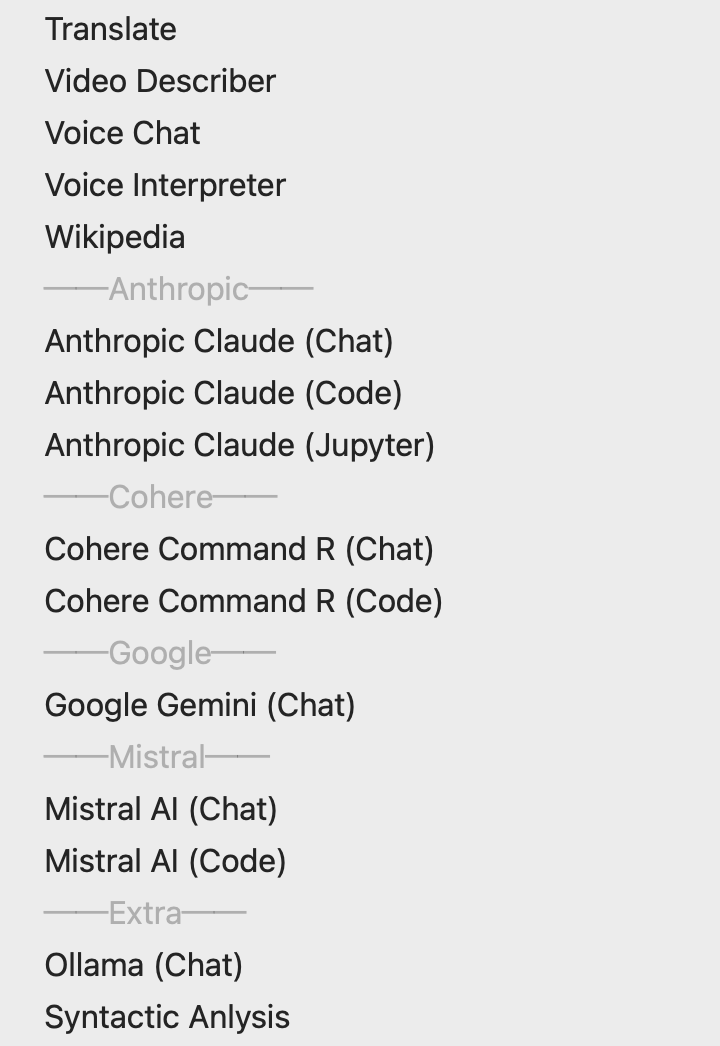 Translate
Video Describer
Voice Chat
Voice Interpreter
Wikipedia
——Anthropic——
Anthropic Claude (Chat)
Anthropic Claude (Code)
Anthropic Claude (Jupyter)
——Cohere——
Cohere Command R (Chat)
Cohere Command R (Code)
——Google——
Google Gemini (Chat)
——Mistral——
Mistral AI (Chat)
Mistral AI (Code)
——Extra——
Ollama (Chat)
Syntactic Anlysis